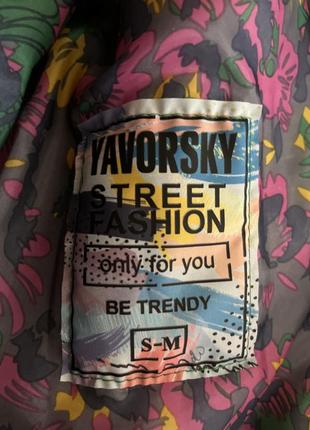 YAVORSKY
STREET
FASHION
only for you
BE TRENDY
S-M